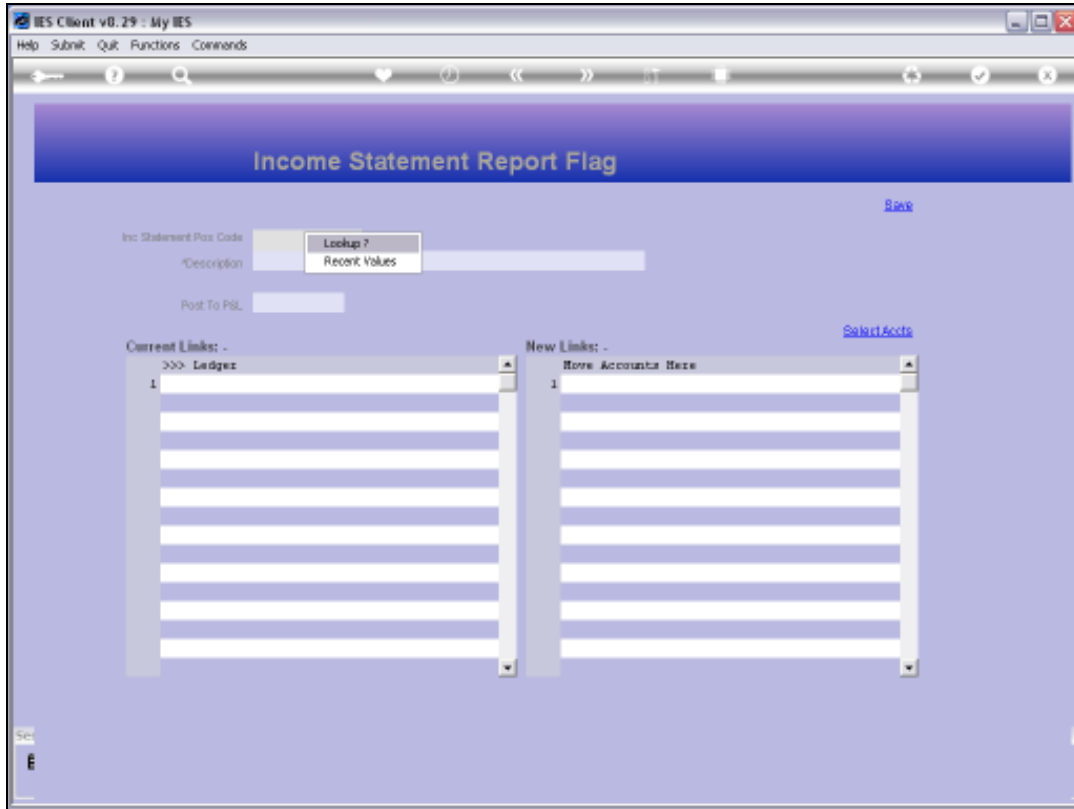 IES Client v8.29 : My IES
Help Submit Quit Functions Commands
Income Statement Report Flag
Save
Inc Statement Pos Code
Lookup ?
*Description
Recent Values
Post To P&L
Select Accts
Current Links: -
New Links: -
>>> Ledger
Move Accounts Here
1
1